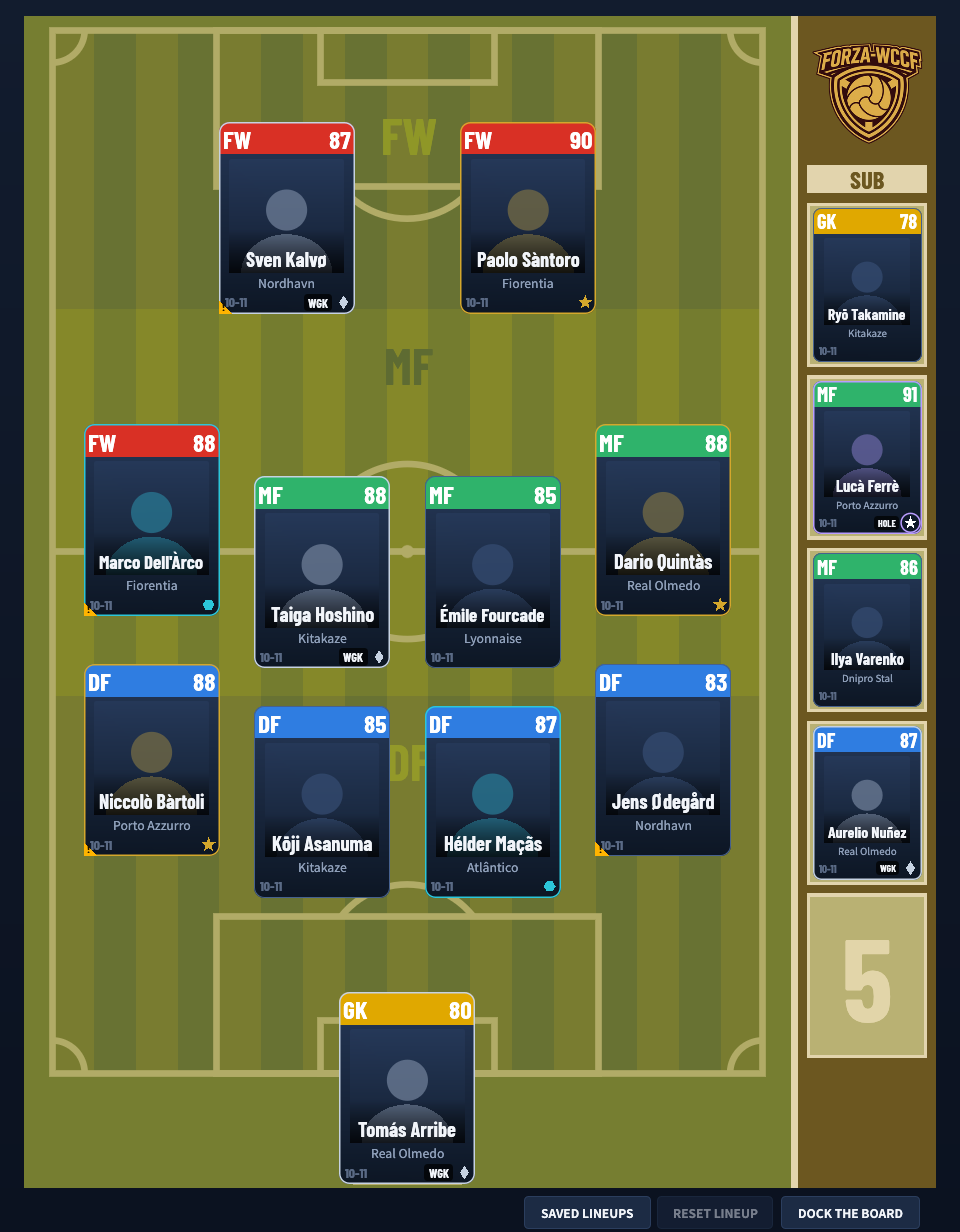 FORZA-WCCF
SUB
FW
FW 87
Sven Kalvø
Nordhavn
10-11 WGK
FW 90
Paolo Sàntoro
Fiorentia
10-11
MF
FW 88
Marco Dell'Àrco
Fiorentia
10-11
MF 88
Taiga Hoshino
Kitakaze
10-11 WGK
MF 85
Émile Fourcade
Lyonnaise
10-11
MF 88
Dario Quintàs
Real Olmedo
10-11
DF
DF 88
Niccolò Bàrtoli
Porto Azzurro
10-11
DF 85
Kōji Asanuma
Kitakaze
10-11
DF 87
Hélder Maçãs
Atlântico
10-11
DF 83
Jens Ødegård
Nordhavn
10-11
GK 80
Tomás Arribe
Real Olmedo
10-11 WGK
GK 78
Ryō Takamine
Kitakaze
10-11
MF 91
Lucà Ferrè
Porto Azzurro
10-11 HOLE
MF 86
Ilya Varenko
Dnipro Stal
10-11
DF 87
Aurelio Nuñez
Real Olmedo
10-11 WGK
5
SAVED LINEUPS
RESET LINEUP
DOCK THE BOARD